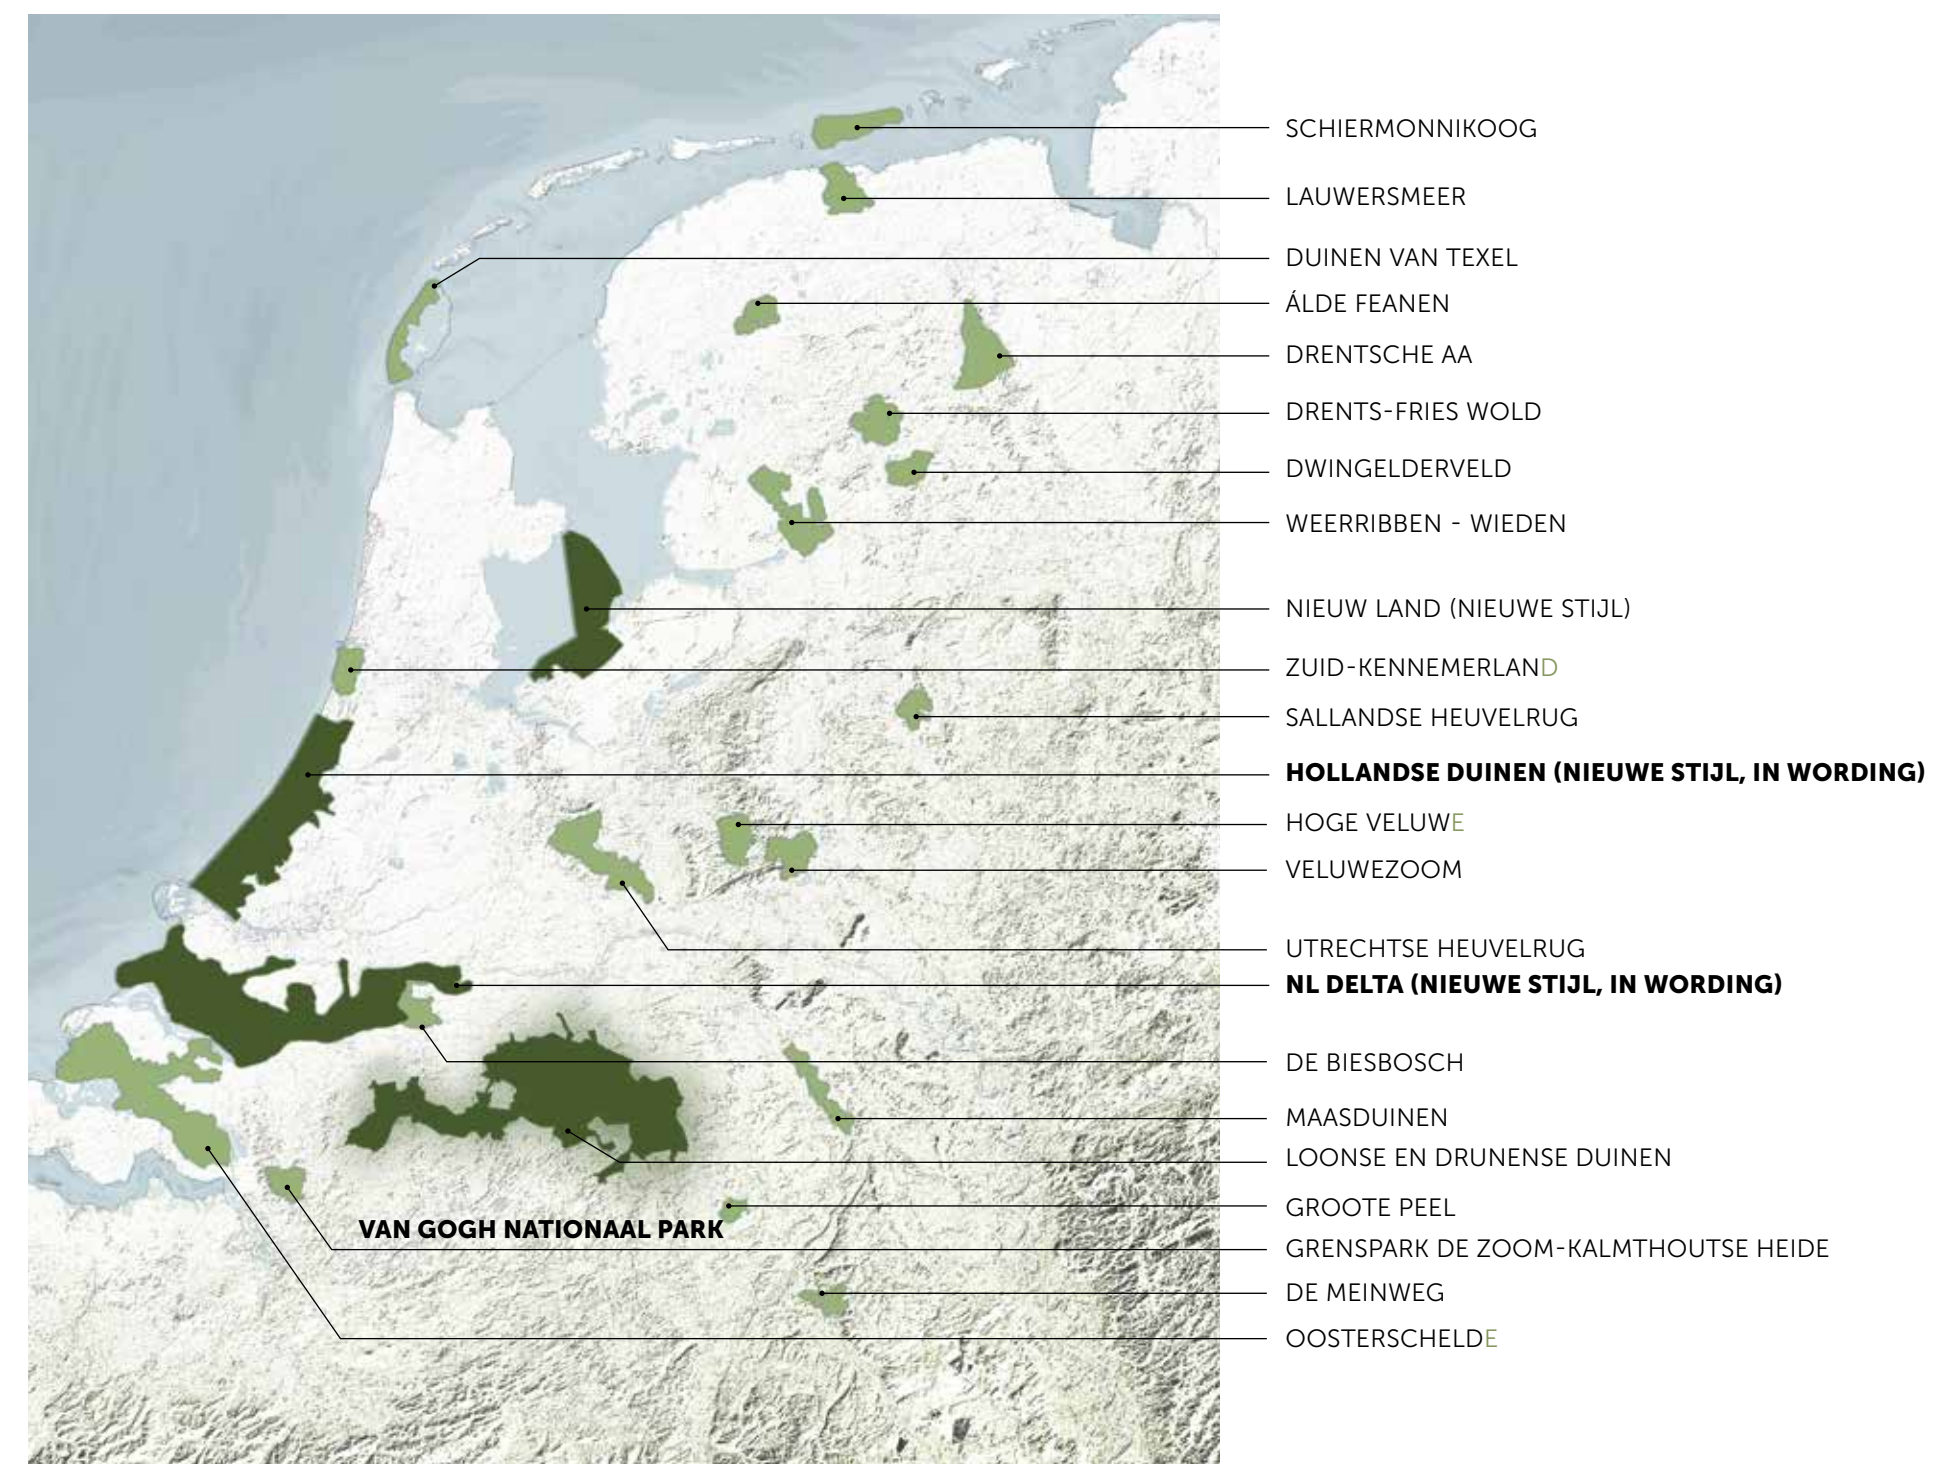 SCHIERMONNIKOOG
LAUWERSMEER
DUINEN VAN TEXEL
ÁLDE FEANEN
DRENTSCHE AA
DRENTS-FRIES WOLD
DWINGELDERVELD
WEERRIBBEN - WIEDEN
NIEUW LAND (NIEUWE STIJL)
ZUID-KENNEMERLAND
SALLANDSE HEUVELRUG
HOLLANDSE DUINEN (NIEUWE STIJL, IN WORDING)
HOGE VELUWE
VELUWEZOOM
UTRECHTSE HEUVELRUG
NL DELTA (NIEUWE STIJL, IN WORDING)
DE BIESBOSCH
MAASDUINEN
LOONSE EN DRUNENSE DUINEN
GROOTE PEEL
VAN GOGH NATIONAAL PARK
GRENSPARK DE ZOOM-KALMTHOUTSE HEIDE
DE MEINWEG
OOSTERSCHELDE